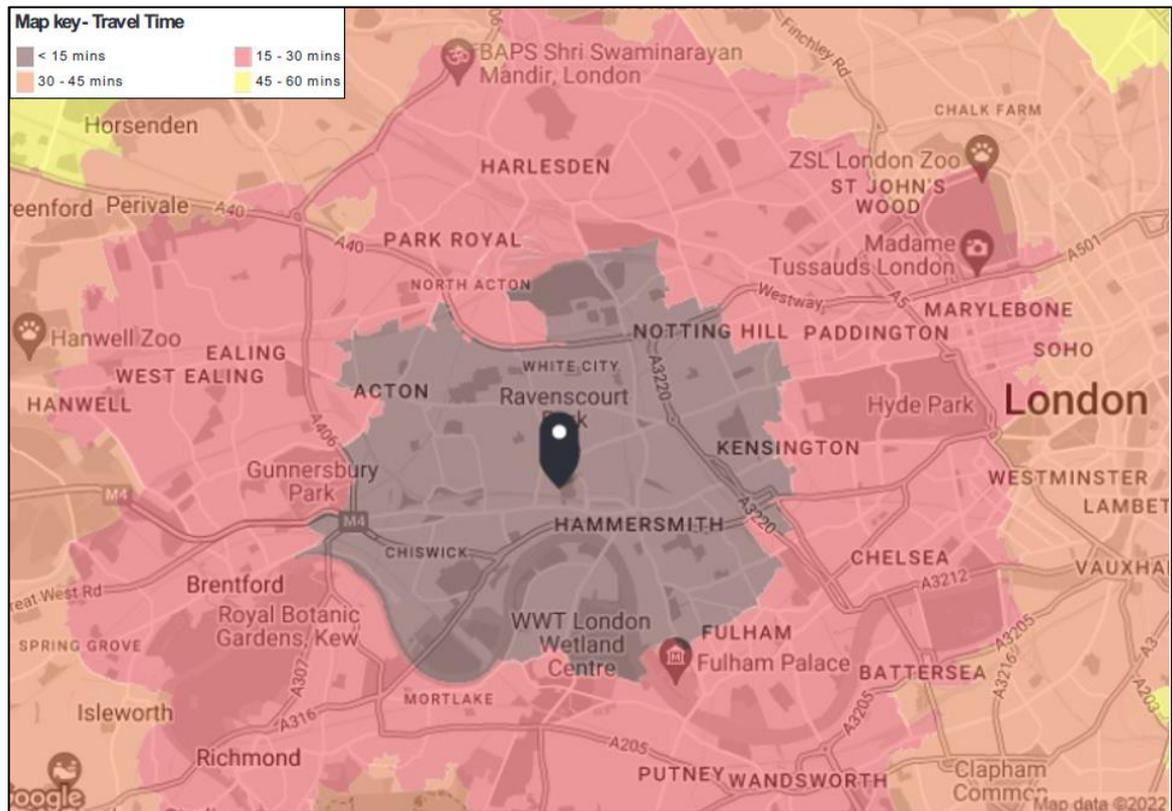 Map key - Travel Time
< 15 mins
15 - 30 mins
30 - 45 mins
45 - 60 mins
BAPS Shri Swaminarayan
Mandir, London
Finchley Rd
Horsenden
CHALK FARM
HARLESDEN
ZSL London Zoo
ST JOHN'S
WOOD
reenford
Perivale
A40
A40
PARK ROYAL
Madame
Tussauds London
A501
NORTH ACTON
Westway
A5
MARYLEBONE
Hanwell Zoo
NOTTING HILL
PADDINGTON
EALING
WEST EALING
WHITE CITY
A3220
SOHO
ACTON
Ravenscourt
HANWELL
Hyde Park
London
A406
KENSINGTON
Gunnersbury
Park
WESTMINSTER
M4
M4
A3220
LAMBET
HAMMERSMITH
CHISWICK
CHELSEA
VAUXHA
Brentford
A3212
reat West Rd
Royal Botanic
Gardens, Kew
WWT London
Wetland
Centre
FULHAM
Fulham Palace
A3205
A3
SPRING GROVE
A307
BATTERSEA
A3216
A203
MORTLAKE
Isleworth
A316
A3205
A205
Richmond
PUTNEY
WANDSWORTH
Clapham
Common
oogle